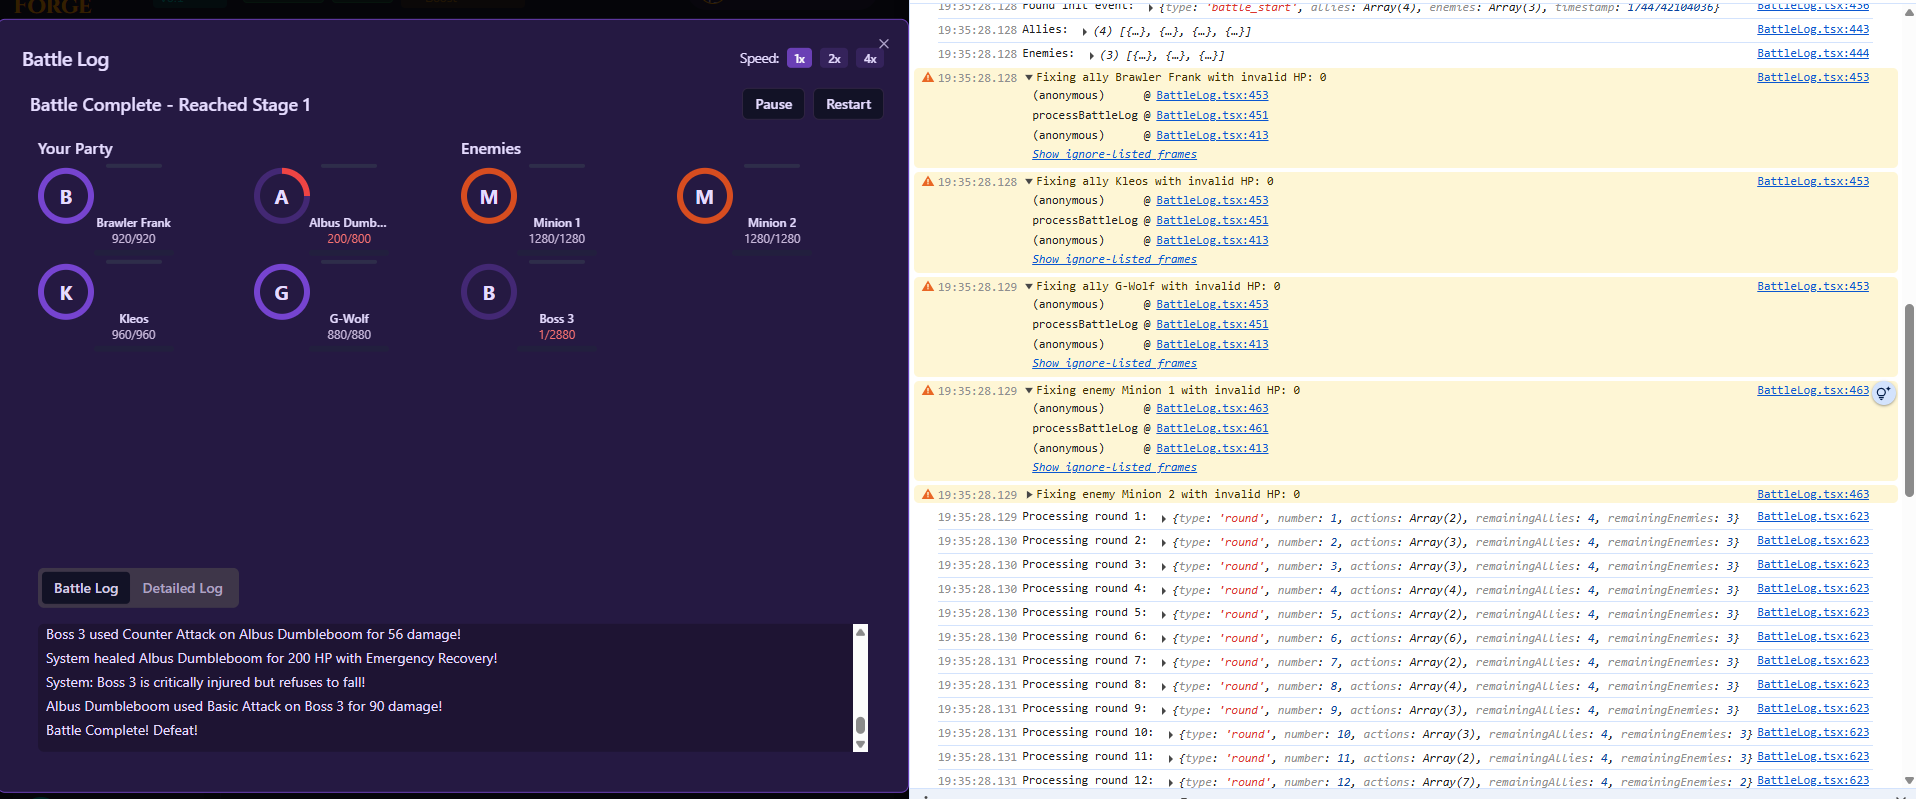 FORGE
Battle Log
Speed: 1x 2x 4x
Battle Complete - Reached Stage 1
Pause Restart
Your Party
Enemies
B
Brawler Frank
920/920
A
Albus Dumb...
200/800
M
Minion 1
1280/1280
M
Minion 2
1280/1280
K
Kleos
960/960
G
G-Wolf
880/880
B
Boss 3
1/2880
Battle Log Detailed Log
Boss 3 used Counter Attack on Albus Dumbleboom for 56 damage!
System healed Albus Dumbleboom for 200 HP with Emergency Recovery!
System: Boss 3 is critically injured but refuses to fall!
Albus Dumbleboom used Basic Attack on Boss 3 for 90 damage!
Battle Complete! Defeat!
19:35:28.128 Found init event: ▶ {type: 'battle_start', allies: Array(4), enemies: Array(3), timestamp: 1744742104036} BattleLog.tsx:436
19:35:28.128 Allies: ▶ (4) [{…}, {…}, {…}, {…}] BattleLog.tsx:443
19:35:28.128 Enemies: ▶ (3) [{…}, {…}, {…}] BattleLog.tsx:444
19:35:28.128 ▼ Fixing ally Brawler Frank with invalid HP: 0 BattleLog.tsx:453
(anonymous) @ BattleLog.tsx:453
processBattleLog @ BattleLog.tsx:451
(anonymous) @ BattleLog.tsx:413
Show ignore-listed frames
19:35:28.128 ▼ Fixing ally Kleos with invalid HP: 0 BattleLog.tsx:453
(anonymous) @ BattleLog.tsx:453
processBattleLog @ BattleLog.tsx:451
(anonymous) @ BattleLog.tsx:413
Show ignore-listed frames
19:35:28.129 ▼ Fixing ally G-Wolf with invalid HP: 0 BattleLog.tsx:453
(anonymous) @ BattleLog.tsx:453
processBattleLog @ BattleLog.tsx:451
(anonymous) @ BattleLog.tsx:413
Show ignore-listed frames
19:35:28.129 ▼ Fixing enemy Minion 1 with invalid HP: 0 BattleLog.tsx:463
(anonymous) @ BattleLog.tsx:463
processBattleLog @ BattleLog.tsx:461
(anonymous) @ BattleLog.tsx:413
Show ignore-listed frames
19:35:28.129 ▶ Fixing enemy Minion 2 with invalid HP: 0 BattleLog.tsx:463
19:35:28.129 Processing round 1: ▶ {type: 'round', number: 1, actions: Array(2), remainingAllies: 4, remainingEnemies: 3} BattleLog.tsx:623
19:35:28.130 Processing round 2: ▶ {type: 'round', number: 2, actions: Array(3), remainingAllies: 4, remainingEnemies: 3} BattleLog.tsx:623
19:35:28.130 Processing round 3: ▶ {type: 'round', number: 3, actions: Array(3), remainingAllies: 4, remainingEnemies: 3} BattleLog.tsx:623
19:35:28.130 Processing round 4: ▶ {type: 'round', number: 4, actions: Array(4), remainingAllies: 4, remainingEnemies: 3} BattleLog.tsx:623
19:35:28.130 Processing round 5: ▶ {type: 'round', number: 5, actions: Array(2), remainingAllies: 4, remainingEnemies: 3} BattleLog.tsx:623
19:35:28.130 Processing round 6: ▶ {type: 'round', number: 6, actions: Array(6), remainingAllies: 4, remainingEnemies: 3} BattleLog.tsx:623
19:35:28.131 Processing round 7: ▶ {type: 'round', number: 7, actions: Array(2), remainingAllies: 4, remainingEnemies: 3} BattleLog.tsx:623
19:35:28.131 Processing round 8: ▶ {type: 'round', number: 8, actions: Array(4), remainingAllies: 4, remainingEnemies: 3} BattleLog.tsx:623
19:35:28.131 Processing round 9: ▶ {type: 'round', number: 9, actions: Array(3), remainingAllies: 4, remainingEnemies: 3} BattleLog.tsx:623
19:35:28.131 Processing round 10: ▶ {type: 'round', number: 10, actions: Array(3), remainingAllies: 4, remainingEnemies: 3} BattleLog.tsx:623
19:35:28.131 Processing round 11: ▶ {type: 'round', number: 11, actions: Array(2), remainingAllies: 4, remainingEnemies: 3} BattleLog.tsx:623
19:35:28.131 Processing round 12: ▶ {type: 'round', number: 12, actions: Array(7), remainingAllies: 4, remainingEnemies: 2} BattleLog.tsx:623